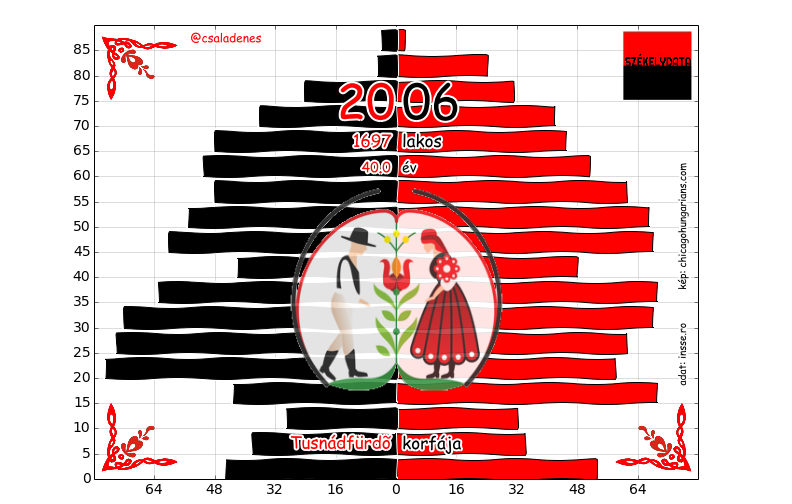 @csaladenes
SZÉKELYDATA
2006
1697 lakos
40.0 év
kép: chicagohungarians.com
adat: insse.ro
Tusnádfürdő korfája
85
80
75
70
65
60
55
50
45
40
35
30
25
20
15
10
5
0
64 48 32 16 0 16 32 48 64